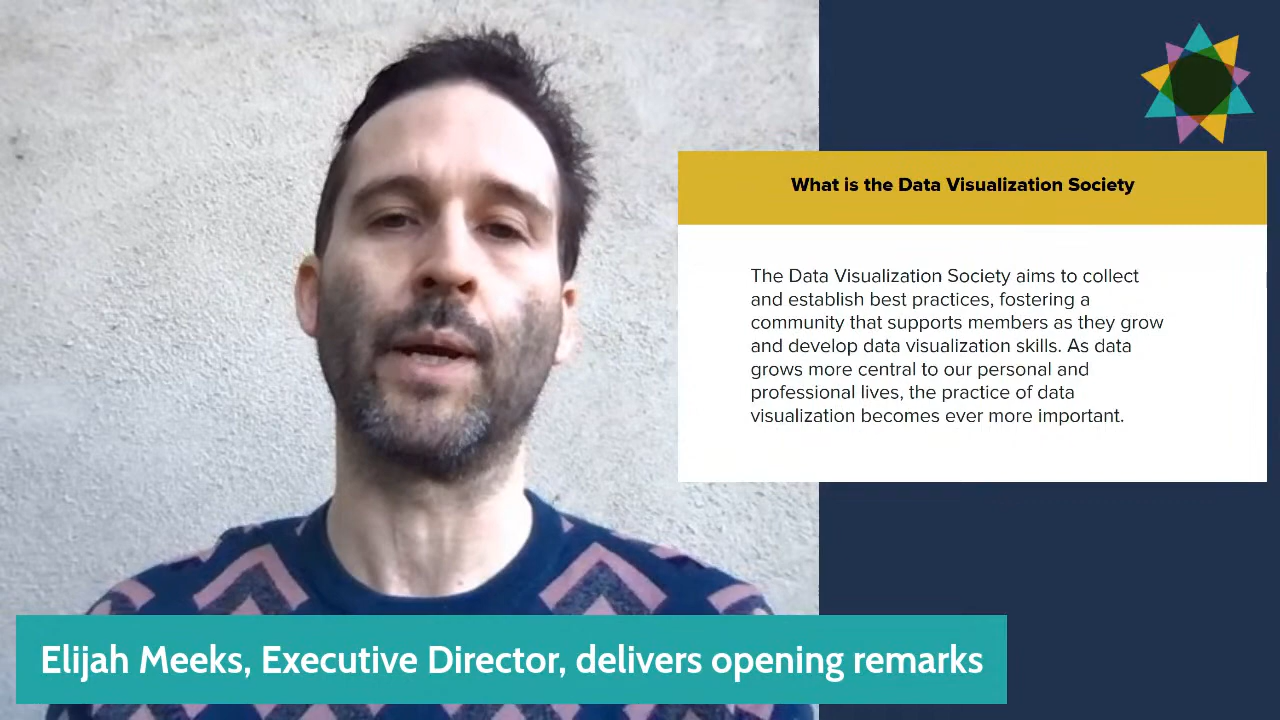 What is the Data Visualization Society
The Data Visualization Society aims to collect
and establish best practices, fostering a
community that supports members as they grow
and develop data visualization skills. As data
grows more central to our personal and
professional lives, the practice of data
visualization becomes ever more important.
Elijah Meeks, Executive Director, delivers opening remarks